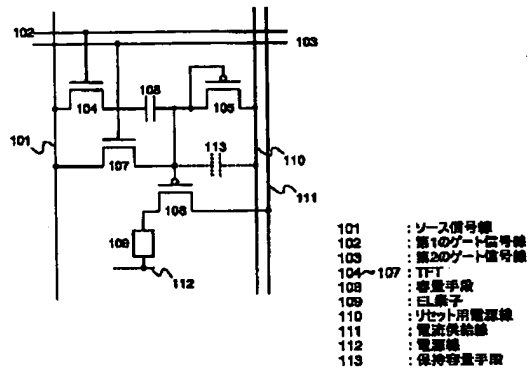 102
103
108
104
105
101
107
113
110
106
111
109
112
101 :ソース信号線
102 :第1のゲート信号線
103 :第2のゲート信号線
104～107 :TFT
108 :容量手段
109 :EL素子
110 :リセット用電源線
111 :電流供給線
112 :電源線
113 :保持容量手段